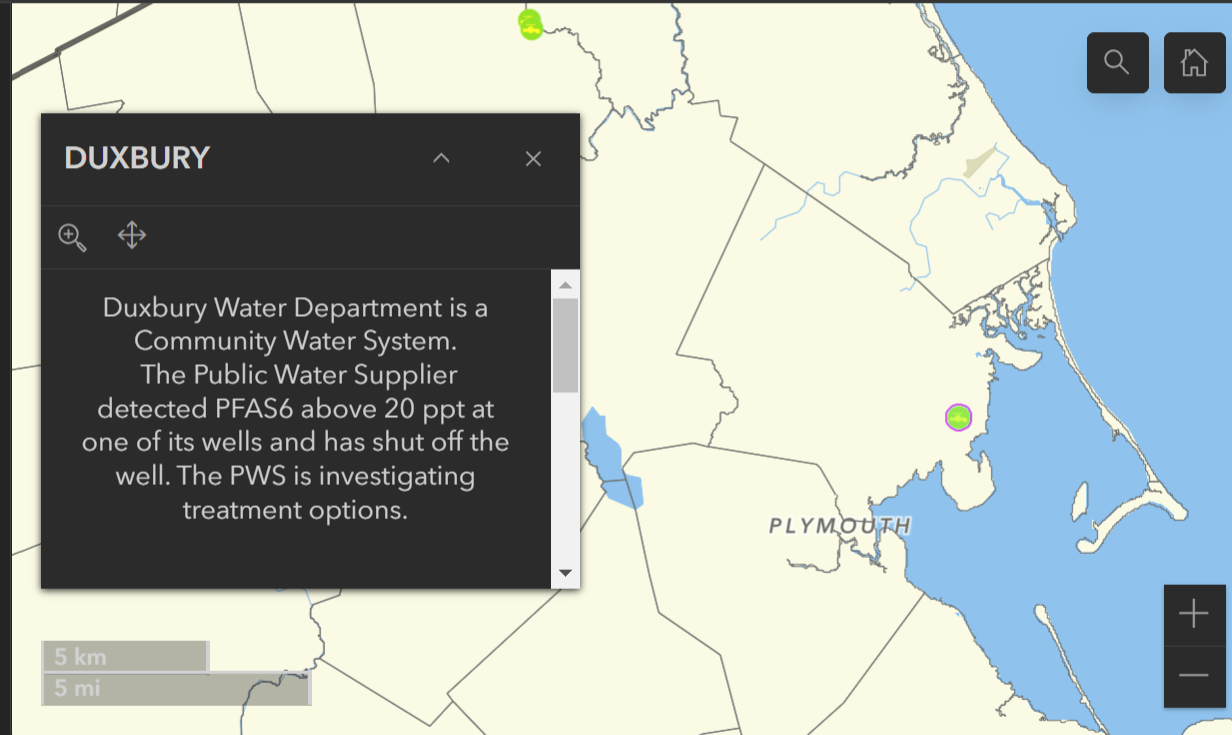 DUXBURY
Duxbury Water Department is a
Community Water System.
The Public Water Supplier
detected PFAS6 above 20 ppt at
one of its wells and has shut off the
well. The PWS is investigating
treatment options.
PLYMOUTH
5 km
5 mi